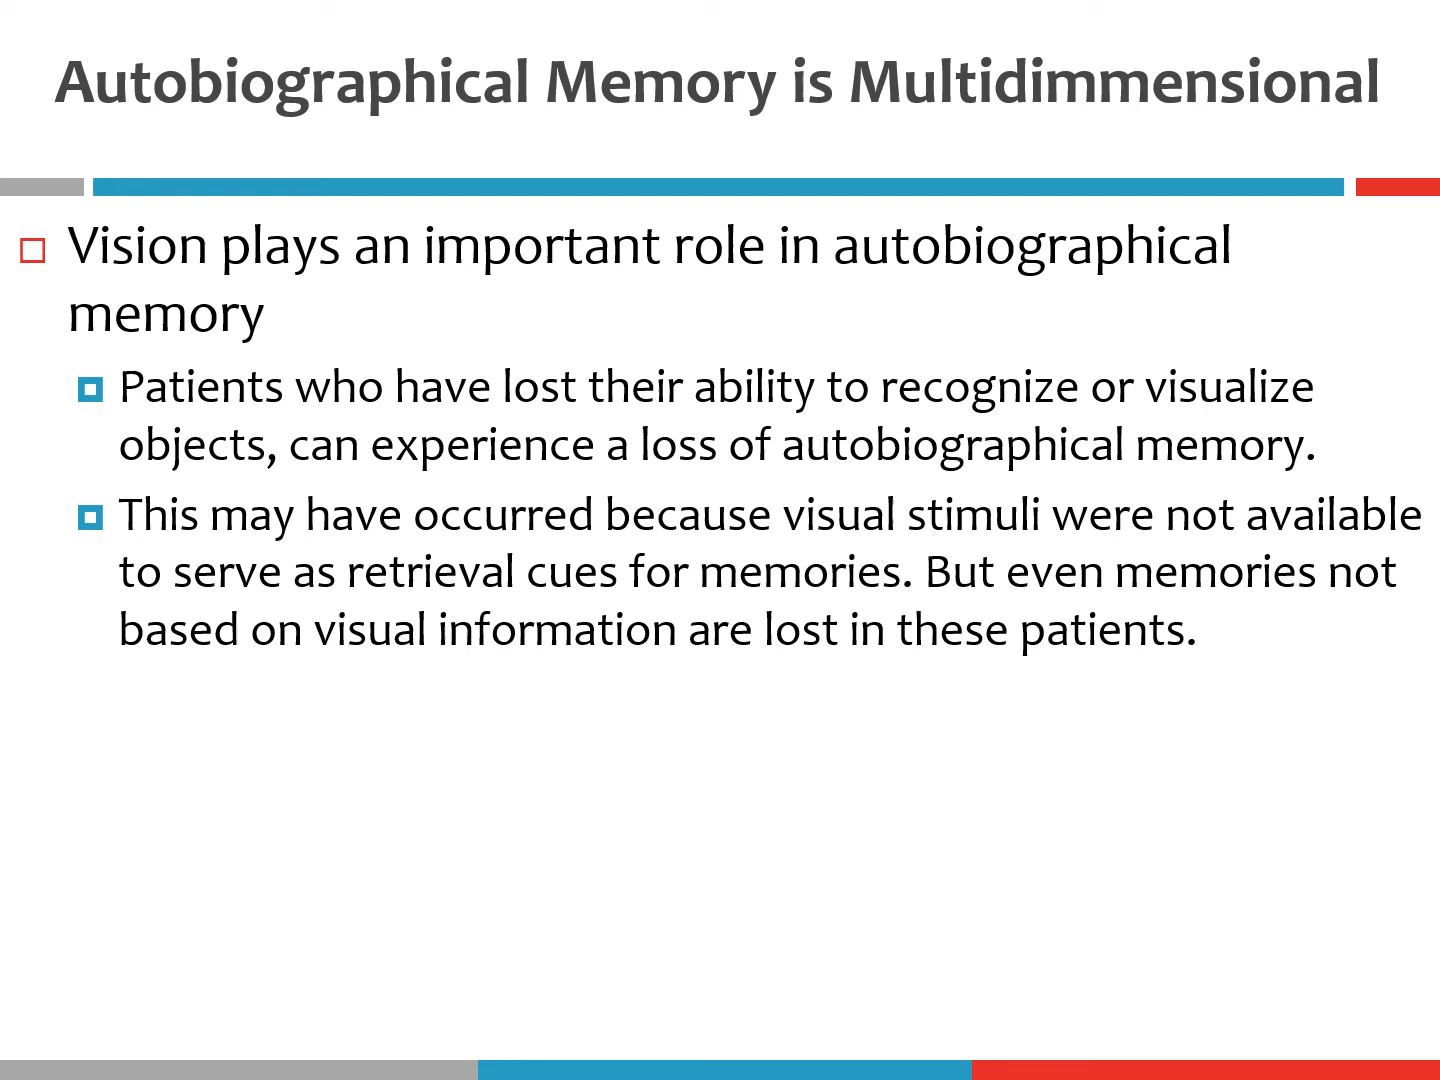 Autobiographical Memory is Multidimmensional
Vision plays an important role in autobiographical
memory
Patients who have lost their ability to recognize or visualize
objects, can experience a loss of autobiographical memory.
This may have occurred because visual stimuli were not available
to serve as retrieval cues for memories. But even memories not
based on visual information are lost in these patients.